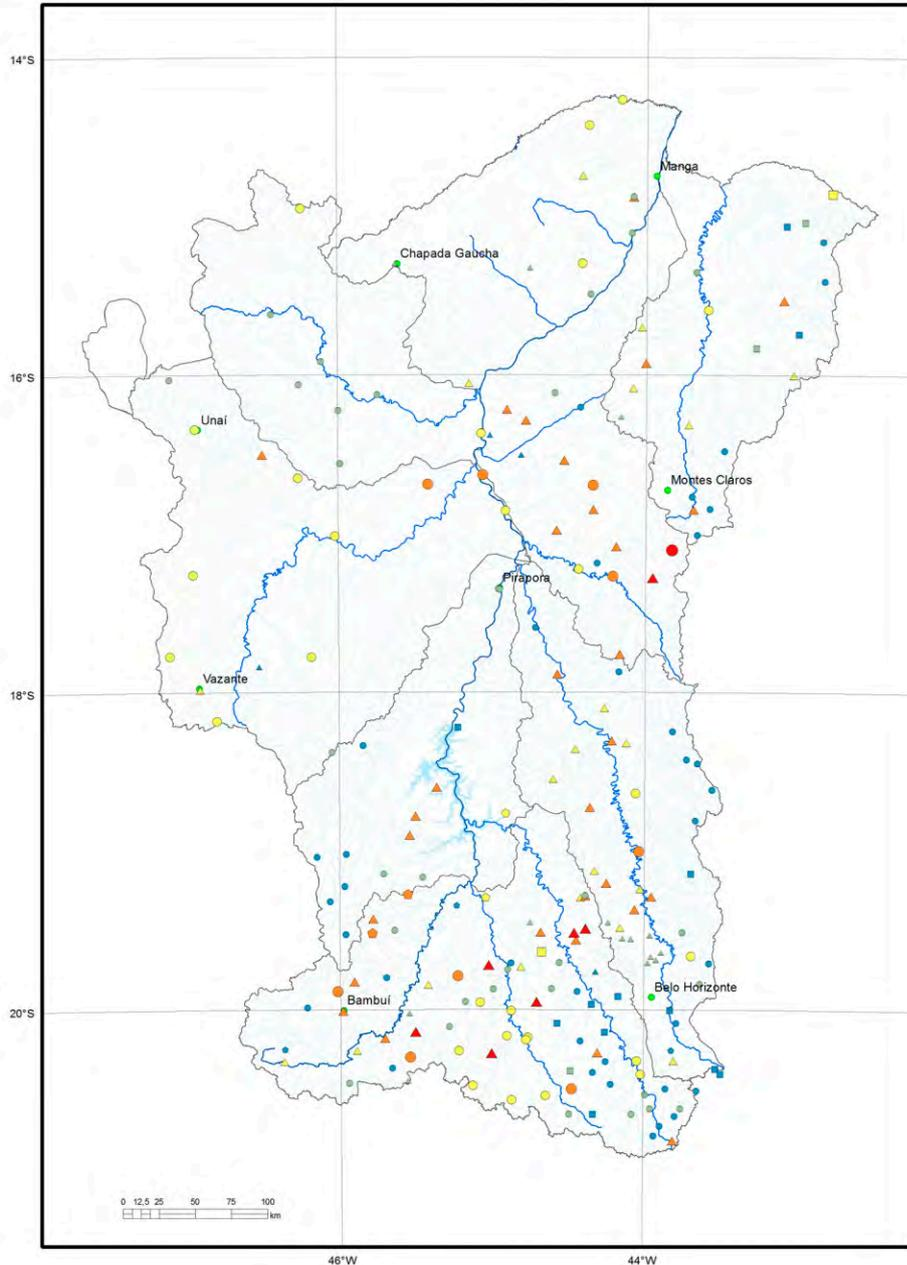 14°S
Manga
Chapada Gaúcha
16°S
Unaí
Montes Claros
Pirapora
Vazante
18°S
Belo Horizonte
20°S
Bambuí
0 12,5 25 50 75 100
km
46°W 44°W